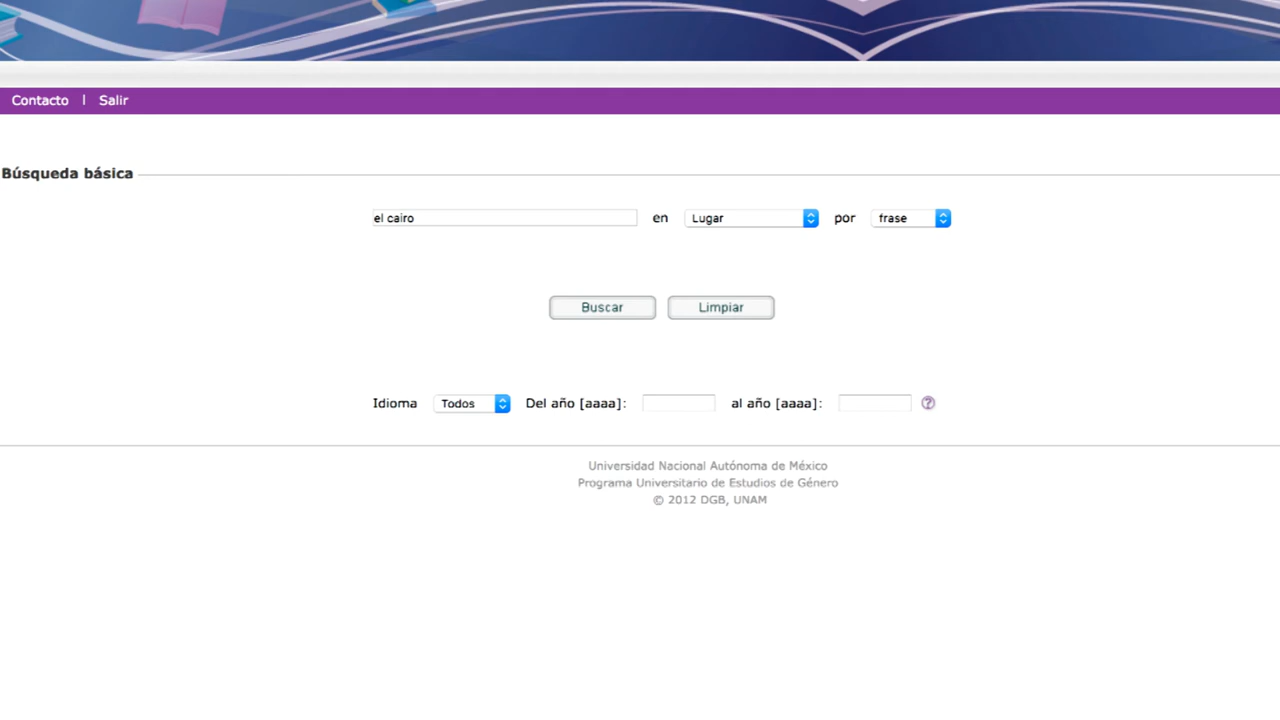 Contacto | Salir
Búsqueda básica
el cairo en Lugar por frase
Buscar Limpiar
Idioma Todos Del año [aaaa]: al año [aaaa]: ?
Universidad Nacional Autónoma de México
Programa Universitario de Estudios de Género
© 2012 DGB, UNAM